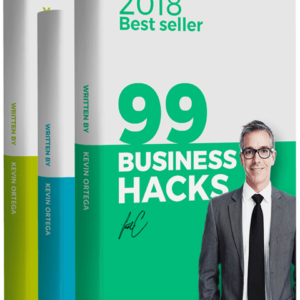 2018
Best seller
99
BUSINESS
HACKS
WRITTEN BY KEVIN ORTEGA
WRITTEN BY KEVIN ORTEGA
WRITTEN BY KEVIN ORTEGA